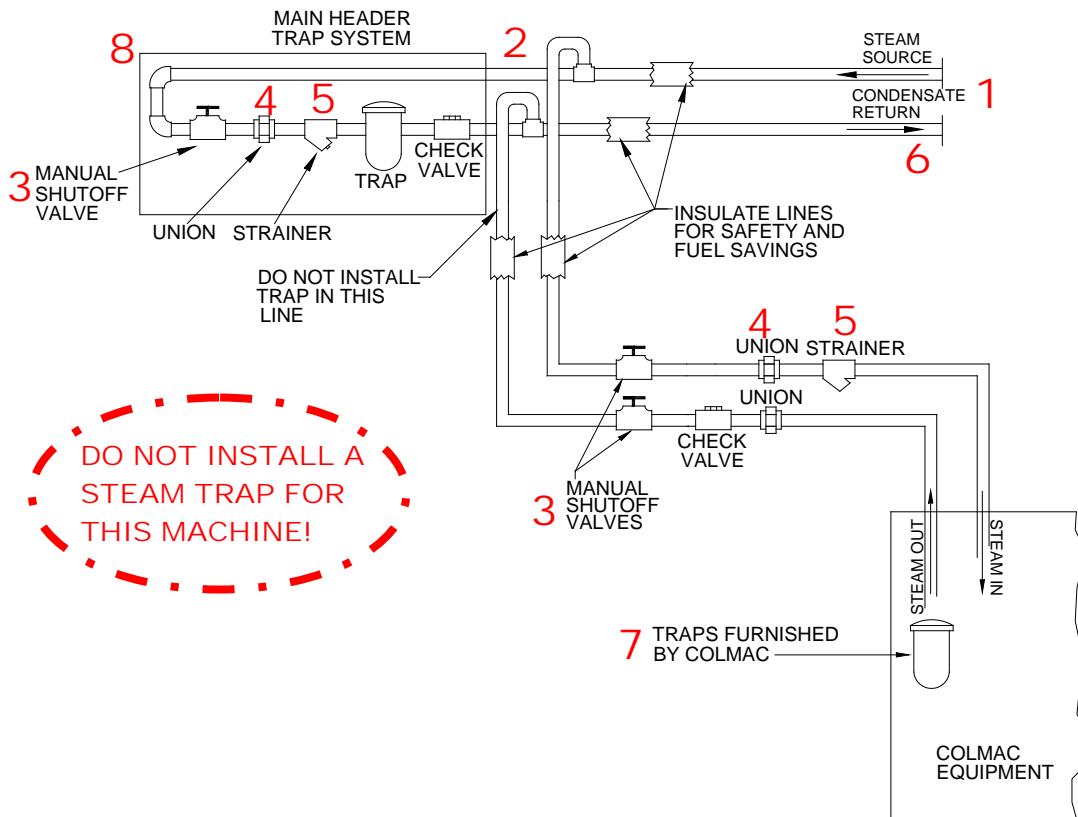 MAIN HEADER
TRAP SYSTEM
8
2
STEAM
SOURCE
1
CONDENSATE
RETURN
6
4
5
3
MANUAL
SHUTOFF
VALVE
UNION
STRAINER
TRAP
CHECK
VALVE
INSULATE LINES
FOR SAFETY AND
FUEL SAVINGS
DO NOT INSTALL
TRAP IN THIS
LINE
4
5
UNION
STRAINER
UNION
CHECK
VALVE
3
MANUAL
SHUTOFF
VALVES
DO NOT INSTALL A
STEAM TRAP FOR
THIS MACHINE!
STEAM OUT
STEAM IN
7
TRAPS FURNISHED
BY COLMAC
COLMAC
EQUIPMENT